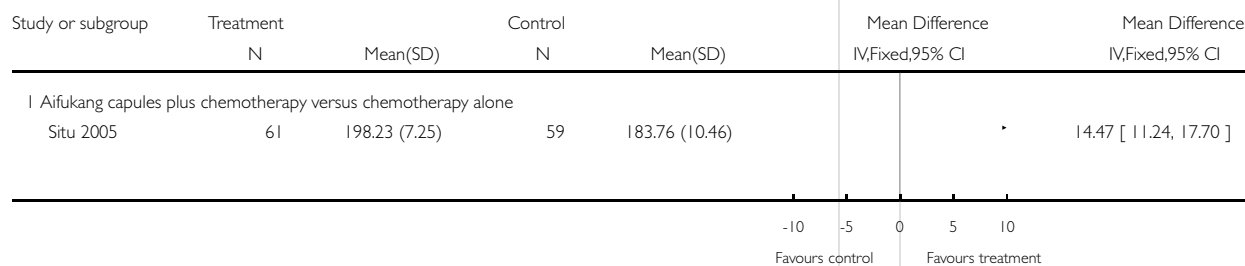 Study or subgroup Treatment Control Mean Difference Mean Difference
N Mean(SD) N Mean(SD) IV,Fixed,95% CI IV,Fixed,95% CI
1 Aifukang capules plus chemotherapy versus chemotherapy alone
Situ 2005 61 198.23 (7.25) 59 183.76 (10.46) 14.47 [ 11.24, 17.70 ]
-10 -5 0 5 10
Favours control Favours treatment